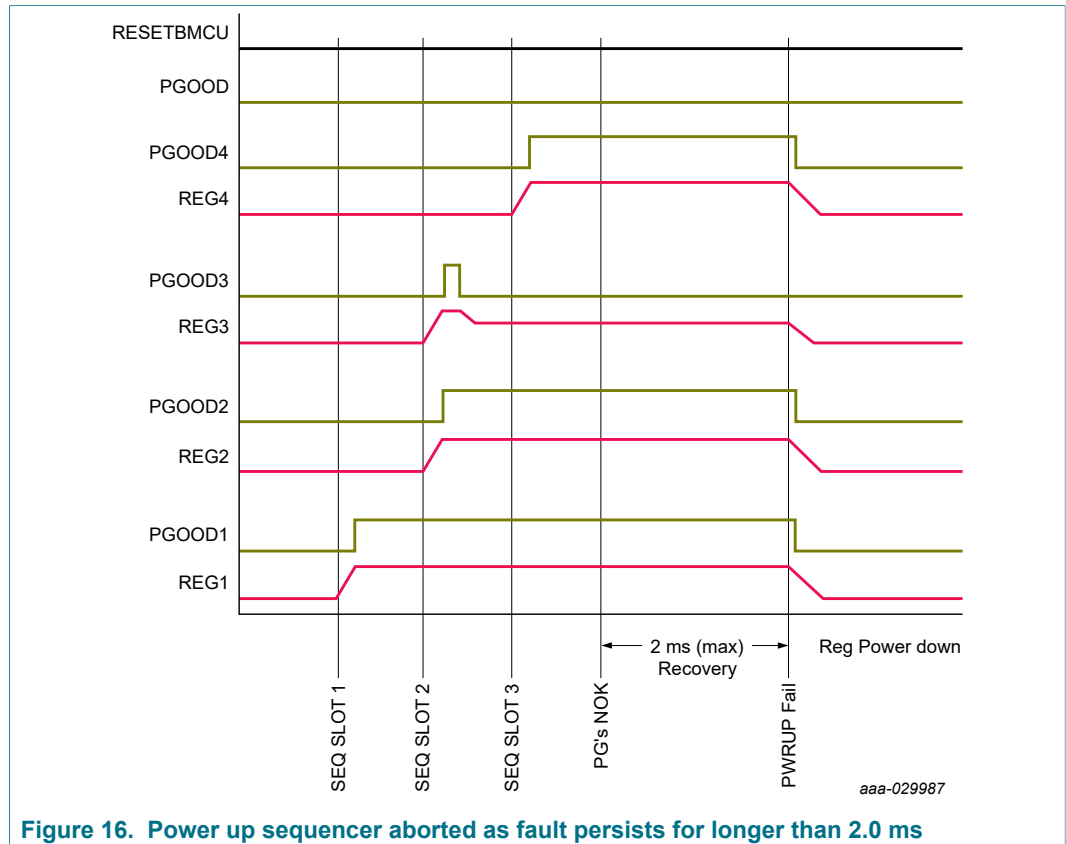 RESETBMCU
PGOOD
PGOOD4
REG4
PGOOD3
REG3
PGOOD2
REG2
PGOOD1
REG1
2 ms (max)
Recovery
Reg Power down
SEQ SLOT 1
SEQ SLOT 2
SEQ SLOT 3
PG's NOK
PWRUP Fail
aaa-029987
Figure 16. Power up sequencer aborted as fault persists for longer than 2.0 ms